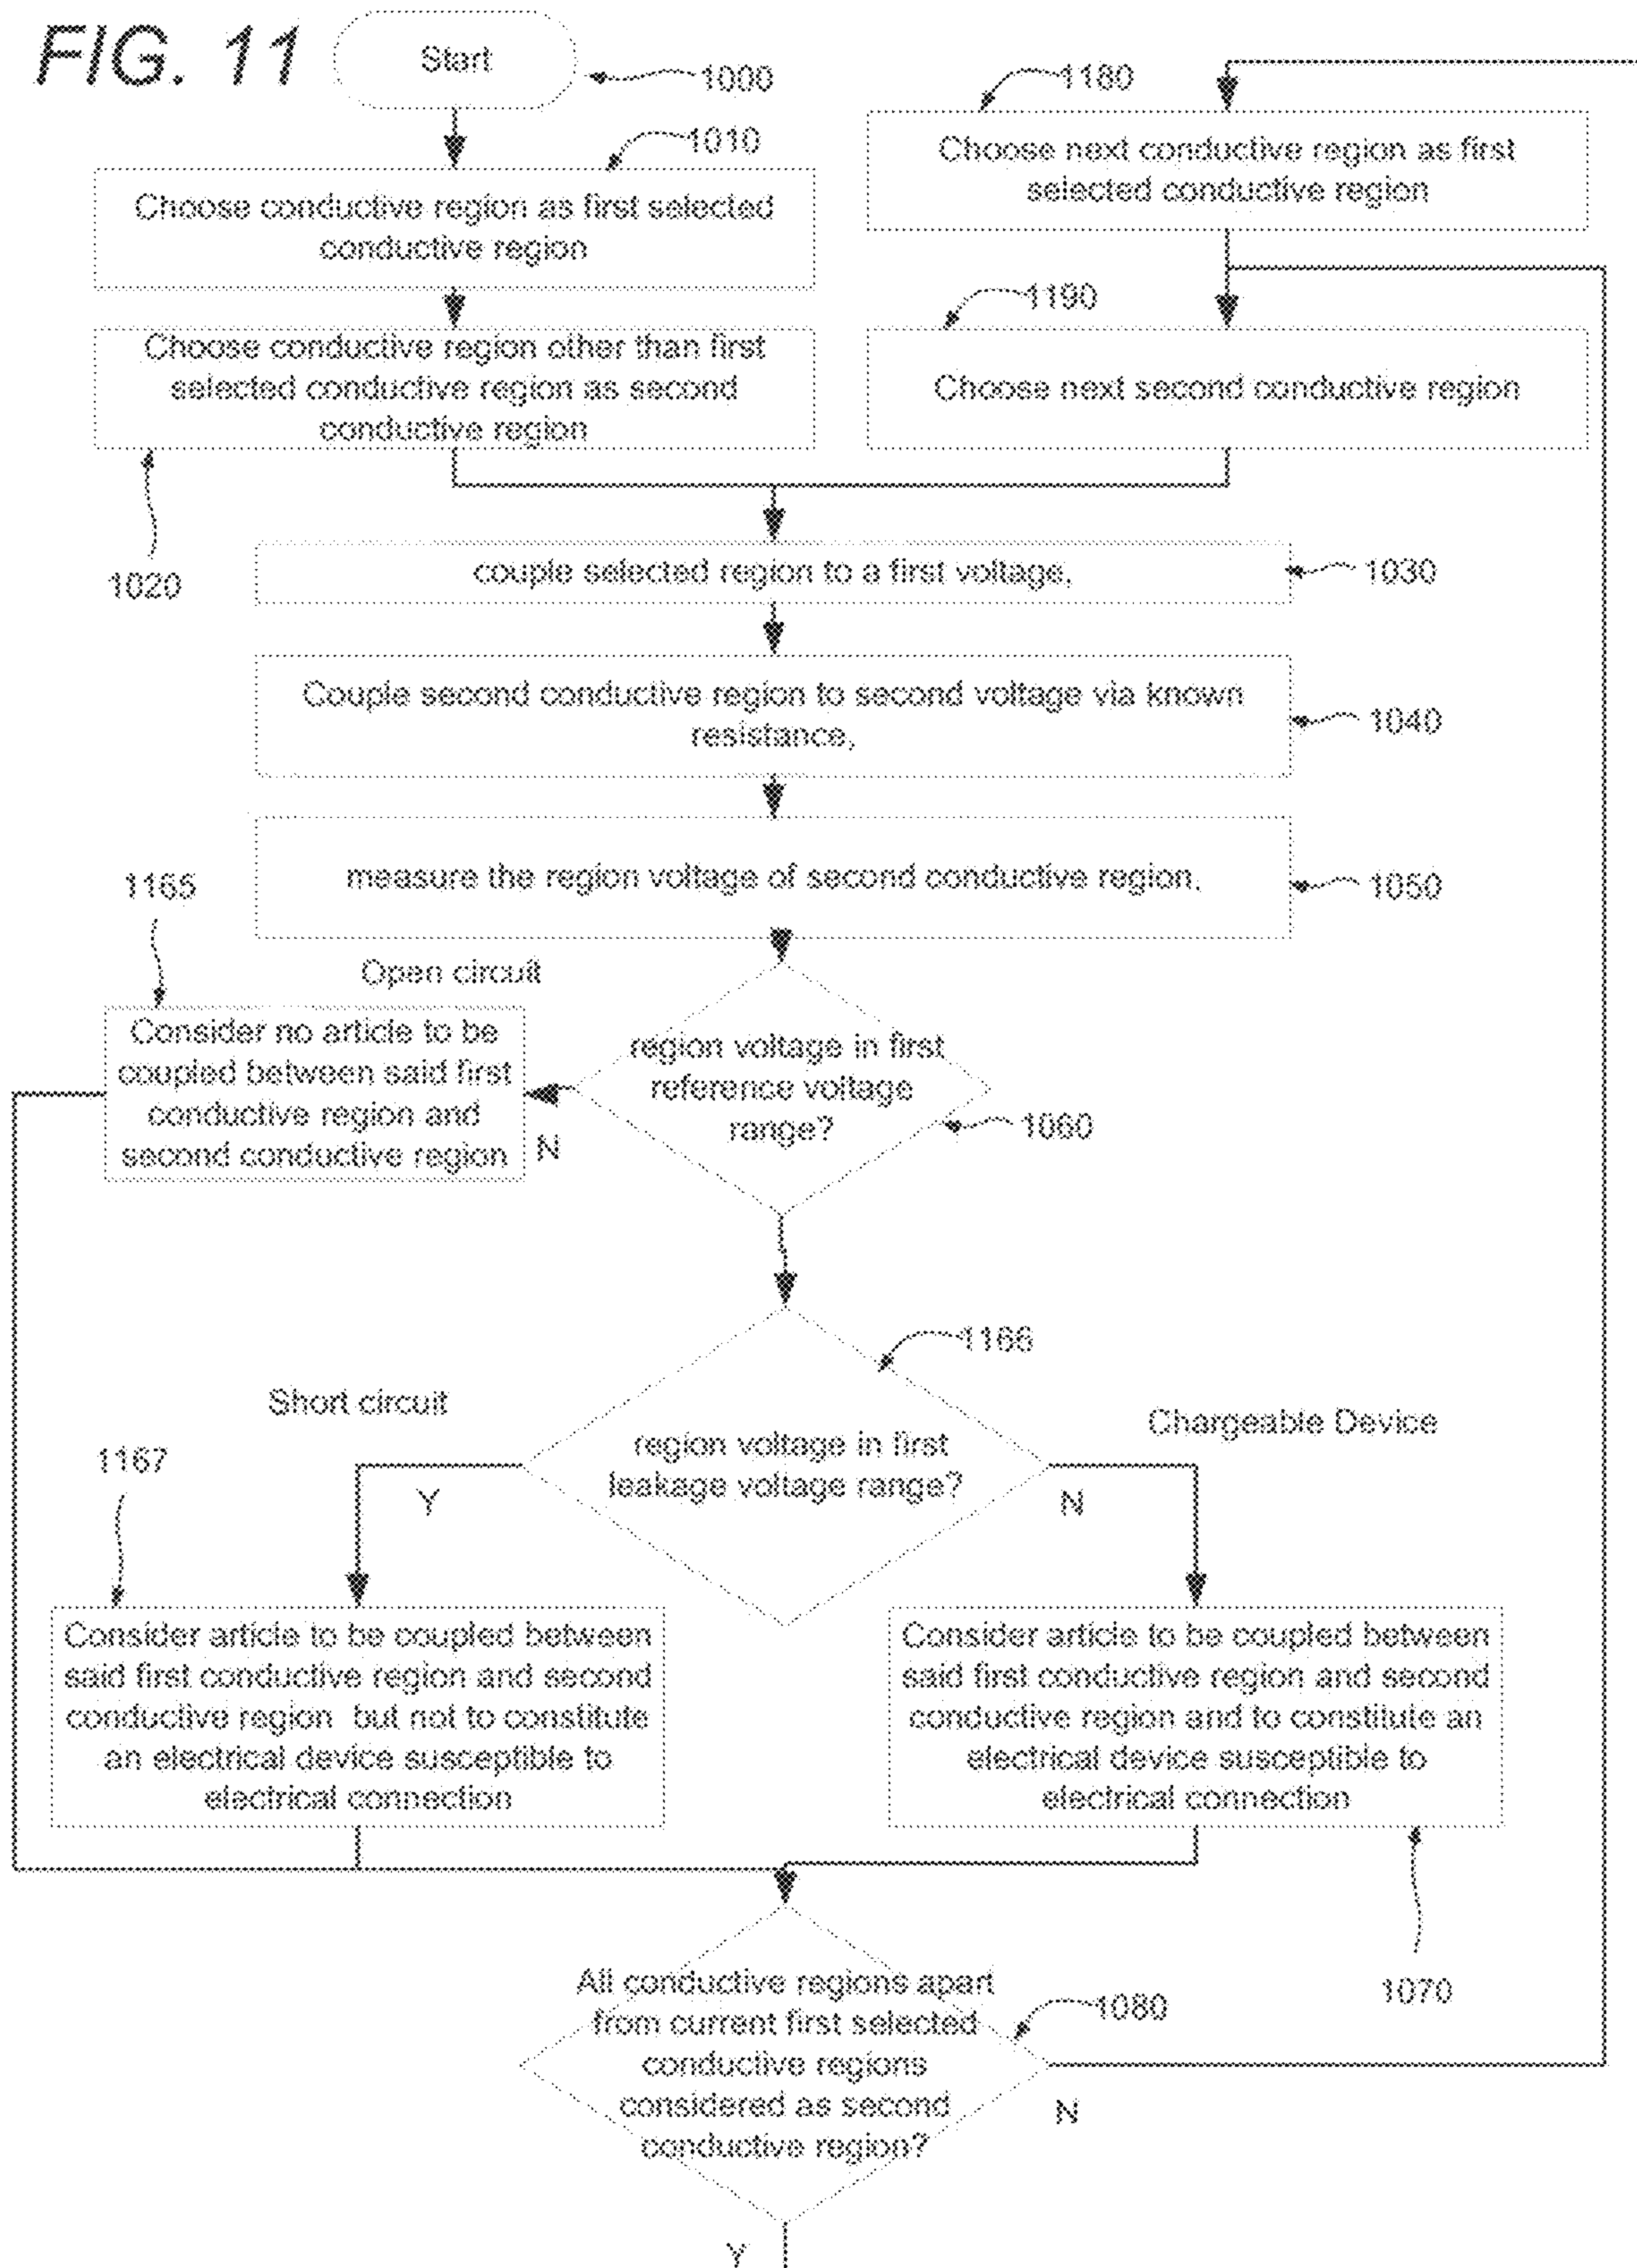 FIG. 11
Start
1000
1010
Choose conductive region as first selected
conductive region
Choose conductive region other than first
selected conductive region as second
conductive region
1020
1180
Choose next conductive region as first
selected conductive region
1190
Choose next second conductive region
couple selected region to a first voltage,
1030
Couple second conductive region to second voltage via known
resistance,
1040
measure the region voltage of second conductive region,
1050
1165
Open circuit
Consider no article to be
coupled between said first
conductive region and
second conductive region
N
region voltage in first
reference voltage
range?
1060
1166
Short circuit
Chargeable Device
region voltage in first
leakage voltage range?
1167
Y
N
Consider article to be coupled between
said first conductive region and second
conductive region but not to constitute
an electrical device susceptible to
electrical connection
Consider article to be coupled between
said first conductive region and second
conductive region and to constitute an
electrical device susceptible to
electrical connection
1070
All conductive regions apart
from current first selected
conductive regions
considered as second
conductive region?
1080
N
Y